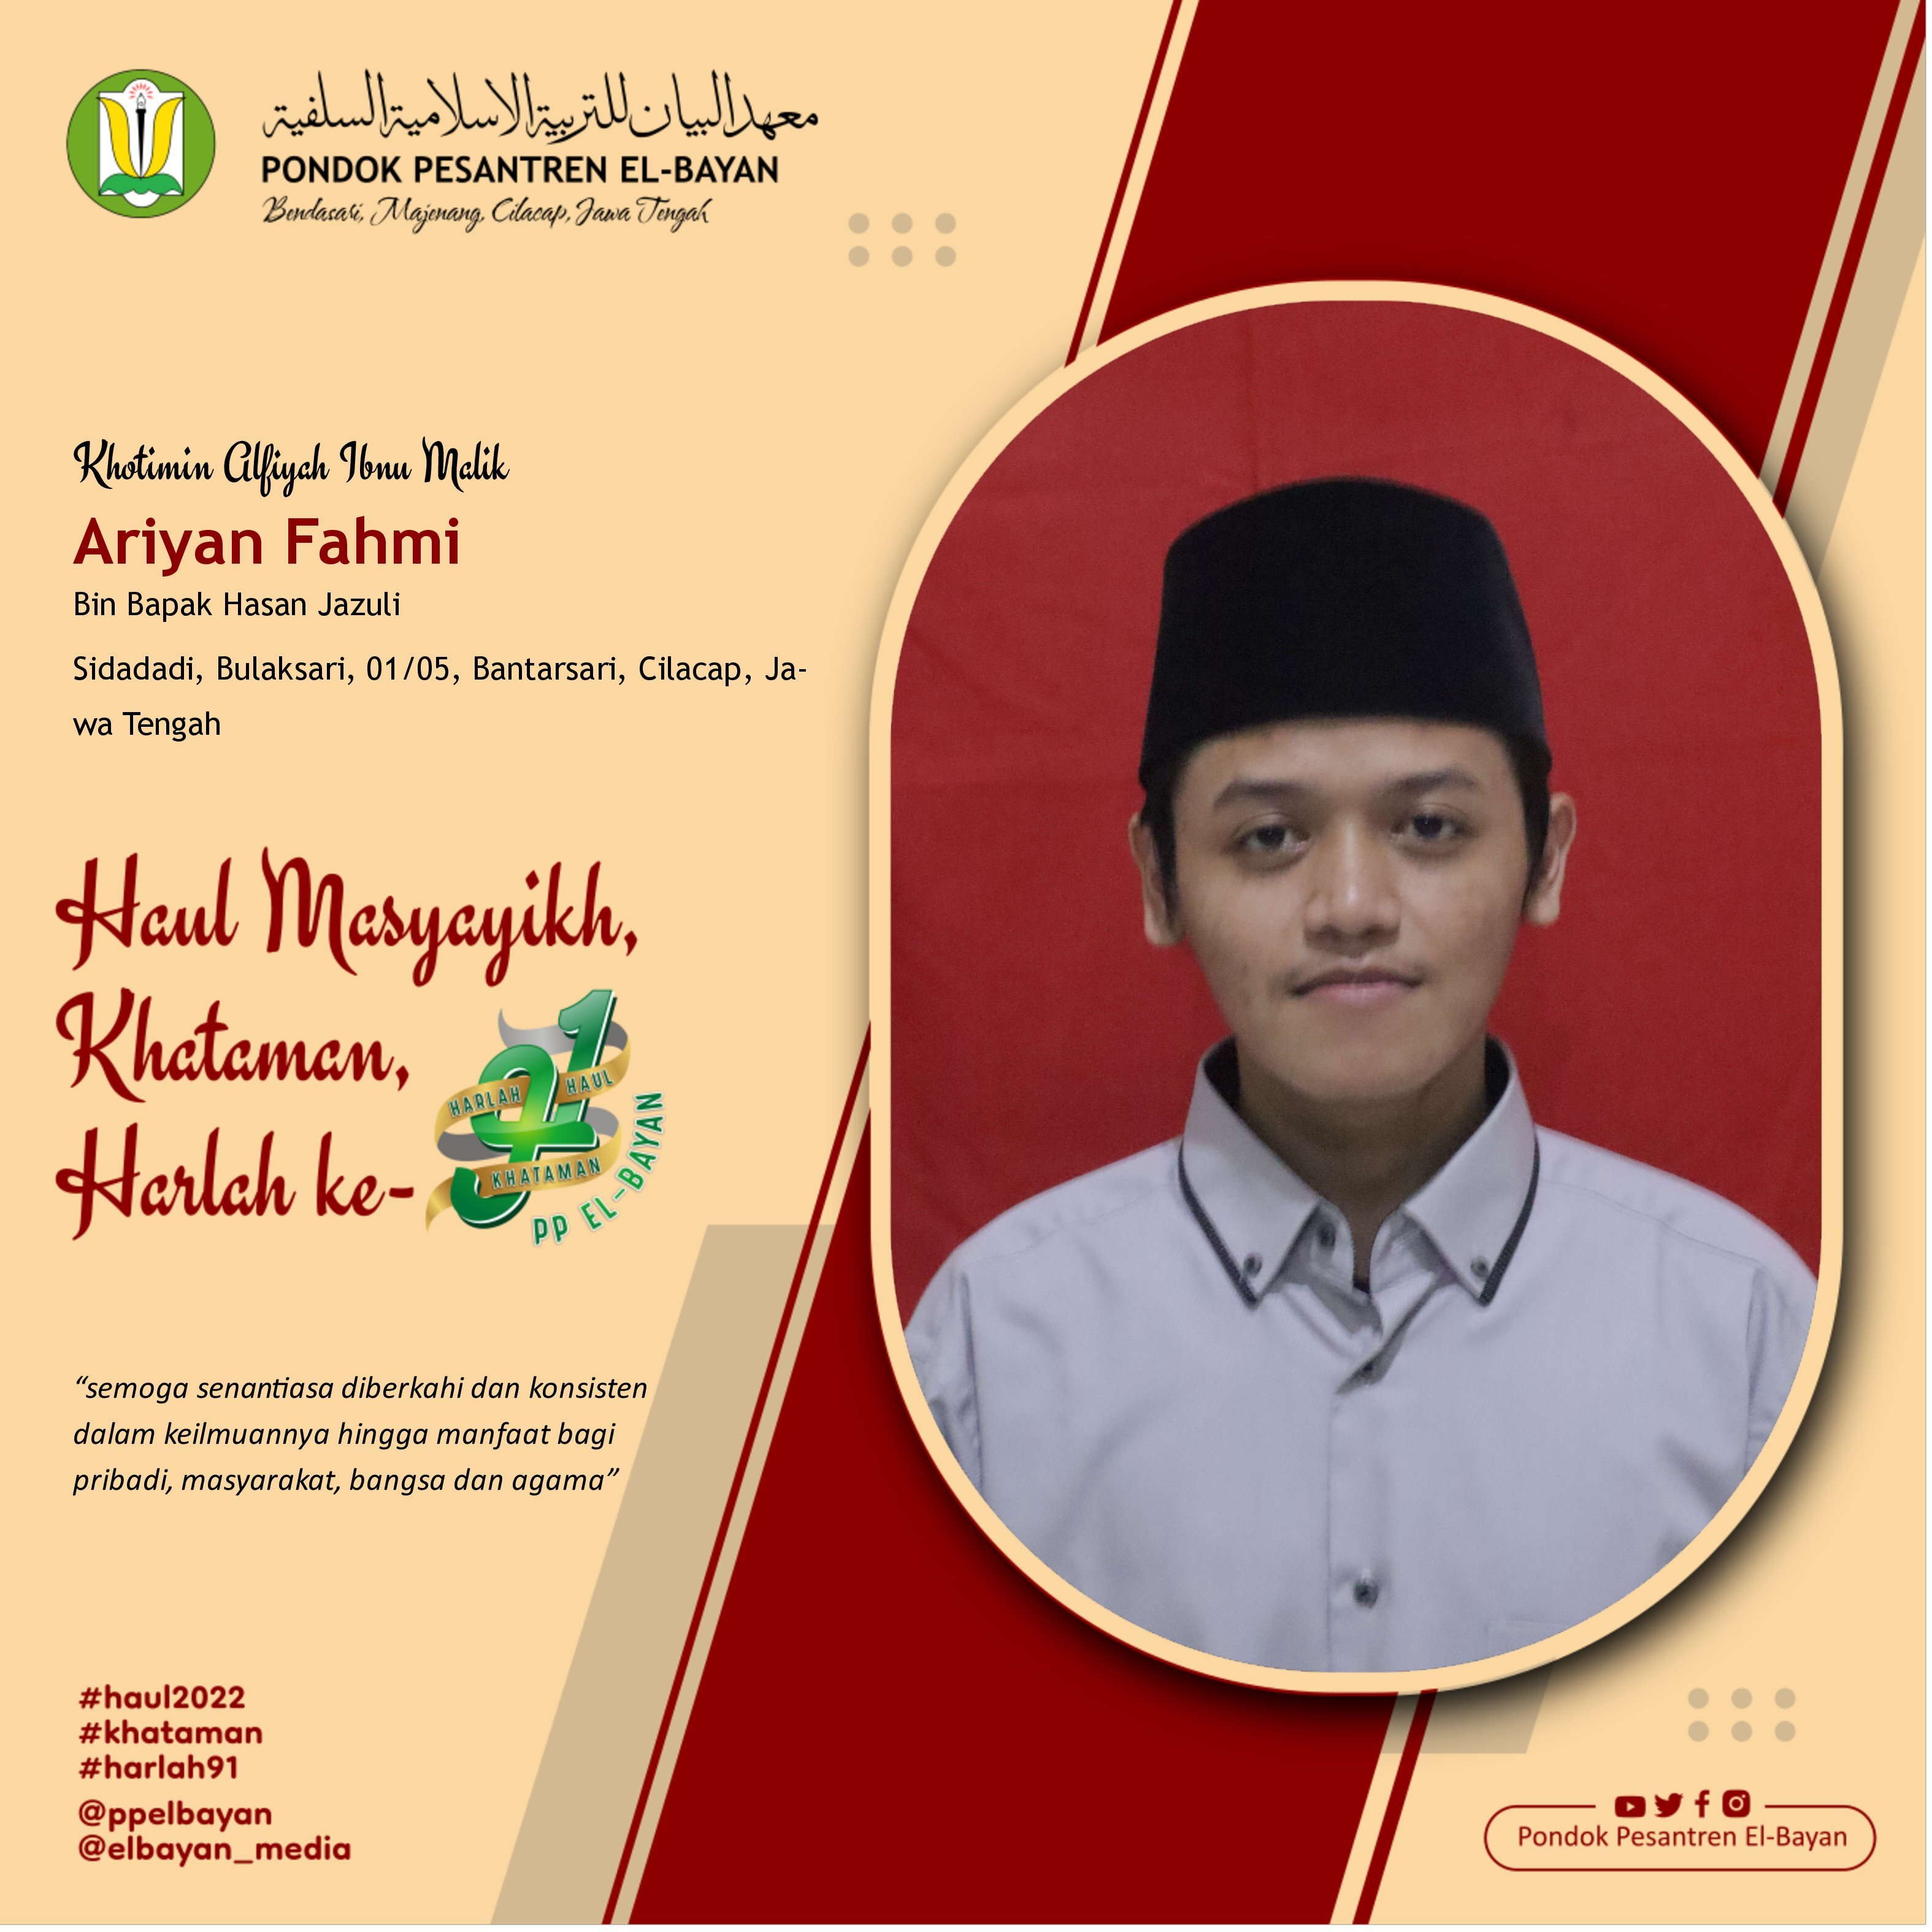 معهد البيان للتربية الاسلامية السلفية
PONDOK PESANTREN EL-BAYAN
Bendasari, Majenang, Cilacap, Jawa Tengah
Khotimin Alfiyah Ibnu Malik
Ariyan Fahmi
Bin Bapak Hasan Jazuli
Sidadadi, Bulaksari, 01/05, Bantarsari, Cilacap, Ja-
wa Tengah
Haul Masyayikh,
Khataman,
Harlah ke-
91
HARLAH HAUL
KHATAMAN
PP EL-BAYAN
“semoga senantiasa diberkahi dan konsisten
dalam keilmuannya hingga manfaat bagi
pribadi, masyarakat, bangsa dan agama”
#haul2022
#khataman
#harlah91
@ppelbayan
@elbayan_media
Pondok Pesantren El-Bayan